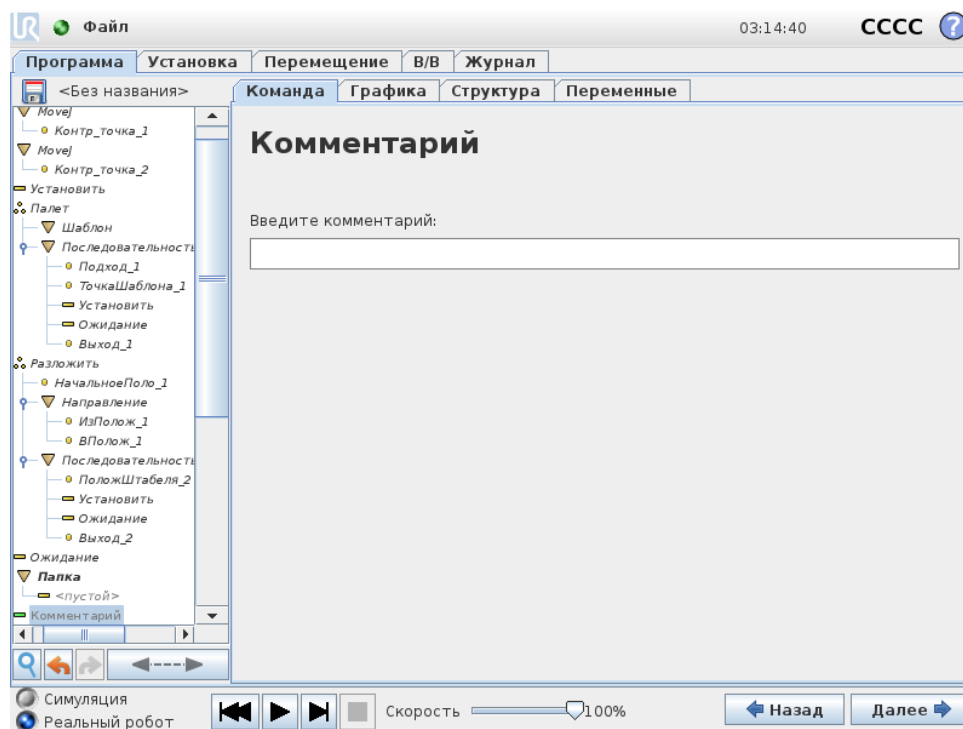 UR Файл 03:14:40 CCCC ?
Программа Установка Перемещение В/В Журнал
<Без названия> Команда Графика Структура Переменные
MoveJ
Контр_точка_1
MoveJ
Контр_точка_2
Установить
Палет
Шаблон
Последовательность
Подход_1
ТочкаШаблона_1
Установить
Ожидание
Выход_1
Разложить
НачальноеПоло_1
Направление
ИзПолож_1
ВПолож_1
Последовательность
ПоложШтабеля_2
Установить
Ожидание
Выход_2
Ожидание
Папка
<пустой>
Комментарий
Комментарий
Введите комментарий:
Симуляция
Реальный робот
Скорость 100%
Назад Далее